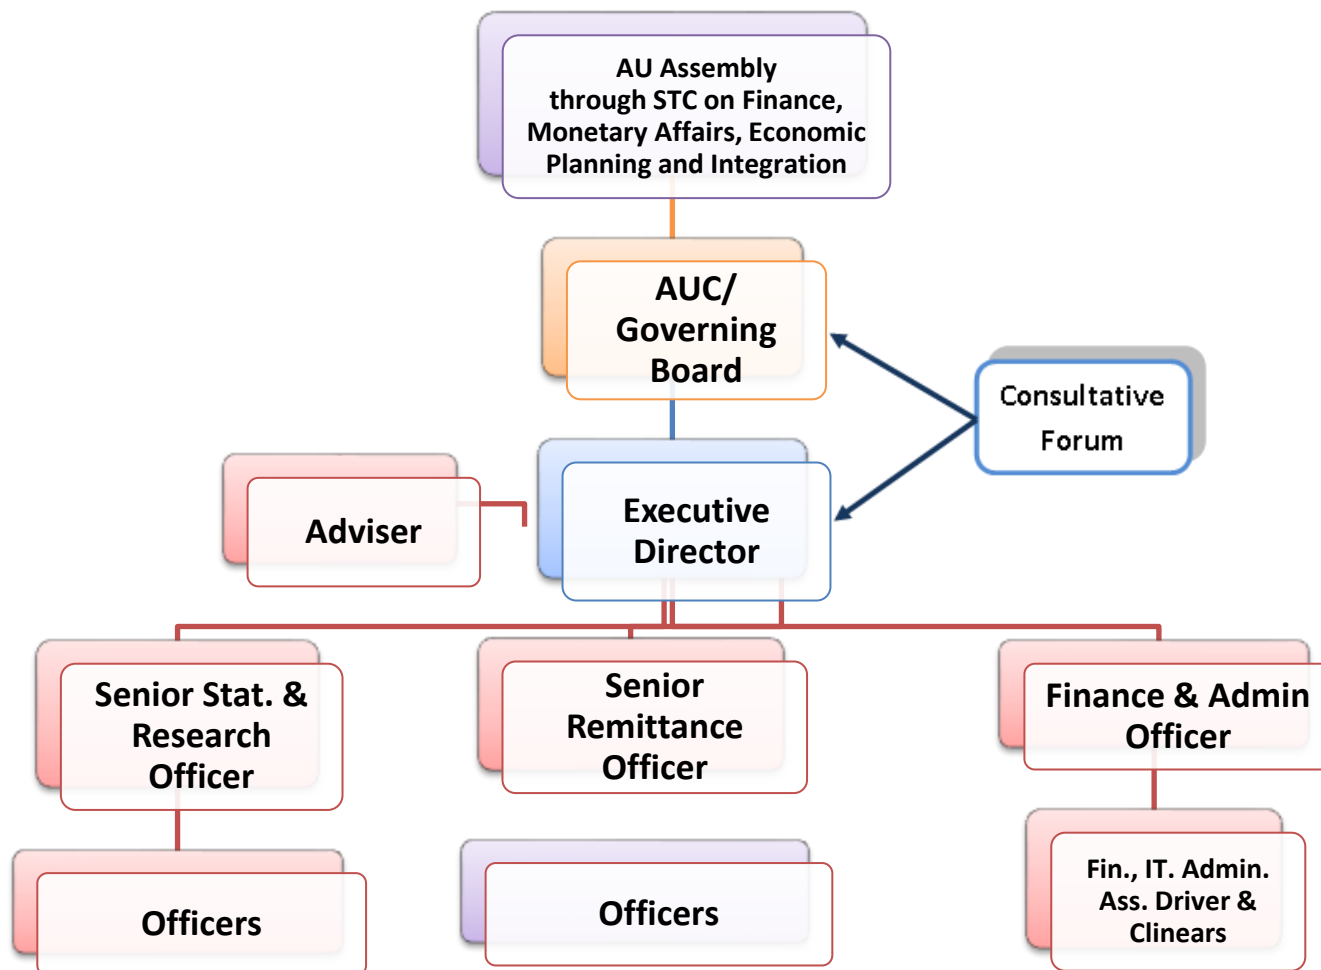 AU Assembly
through STC on Finance,
Monetary Affairs, Economic
Planning and Integration
AUC/
Governing
Board
Consultative
Forum
Adviser
Executive
Director
Senior Stat. &
Research
Officer
Senior
Remittance
Officer
Finance & Admin
Officer
Officers
Officers
Fin., IT. Admin.
Ass. Driver &
Clinears